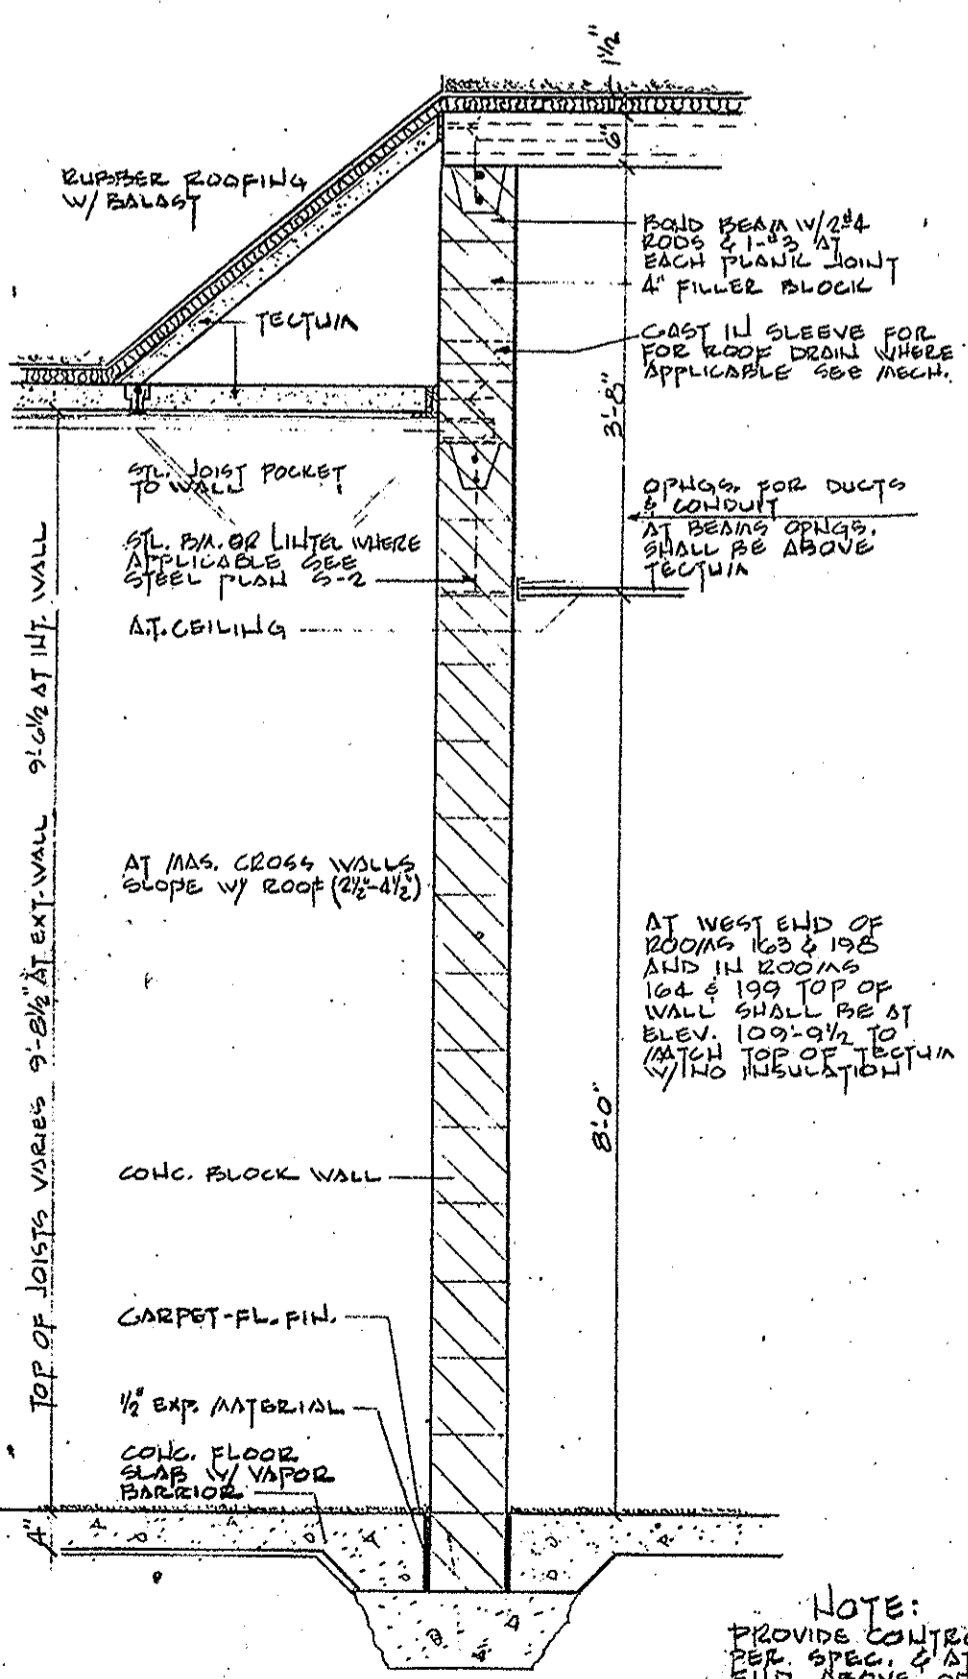 1½"
6"
RUBBER ROOFING
W/ BALAST
BOND BEAM W/2#4
RODS & 1-#3 AT
EACH PLANK JOINT
4" FILLER BLOCK
TECTUM
CAST IN SLEEVE FOR
FOR ROOF DRAIN WHERE
APPLICABLE SEE MECH.
3'-8"
STL. JOIST POCKET
TO WALL
OPNGS. FOR DUCTS
& CONDUIT
AT BEAMS OPNGS.
SHALL BE ABOVE
TECTUM
STL. BM. OR LINTEL WHERE
APPLICABLE SEE
STEEL PLAN S-2
A.T. CEILING
TOP OF JOISTS VARIES 9'-8½" AT EXT. WALL 9'-6½ AT INT. WALL
AT MAS. CROSS WALLS
SLOPE W/ ROOF (2½"-4½")
AT WEST END OF
ROOMS 163 & 198
AND IN ROOMS
164 & 199 TOP OF
WALL SHALL BE AT
ELEV. 109'-9½ TO
MATCH TOP OF TECTUM
W/ NO INSULATION
8'-0"
CONC. BLOCK WALL
CARPET-FL. FIN.
½" EXP. MATERIAL
CONC. FLOOR
SLAB W/ VAPOR
BARRIOR
4"
NOTE:
PROVIDE CONTRO
PER. SPEC. & AT